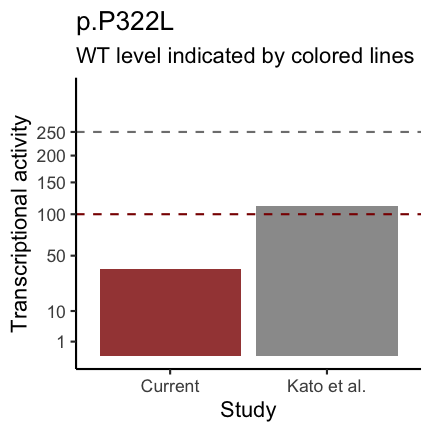 p.P322L
WT level indicated by colored lines
Transcriptional activity
250
200
150
100
50
10
1
Current
Kato et al.
Study